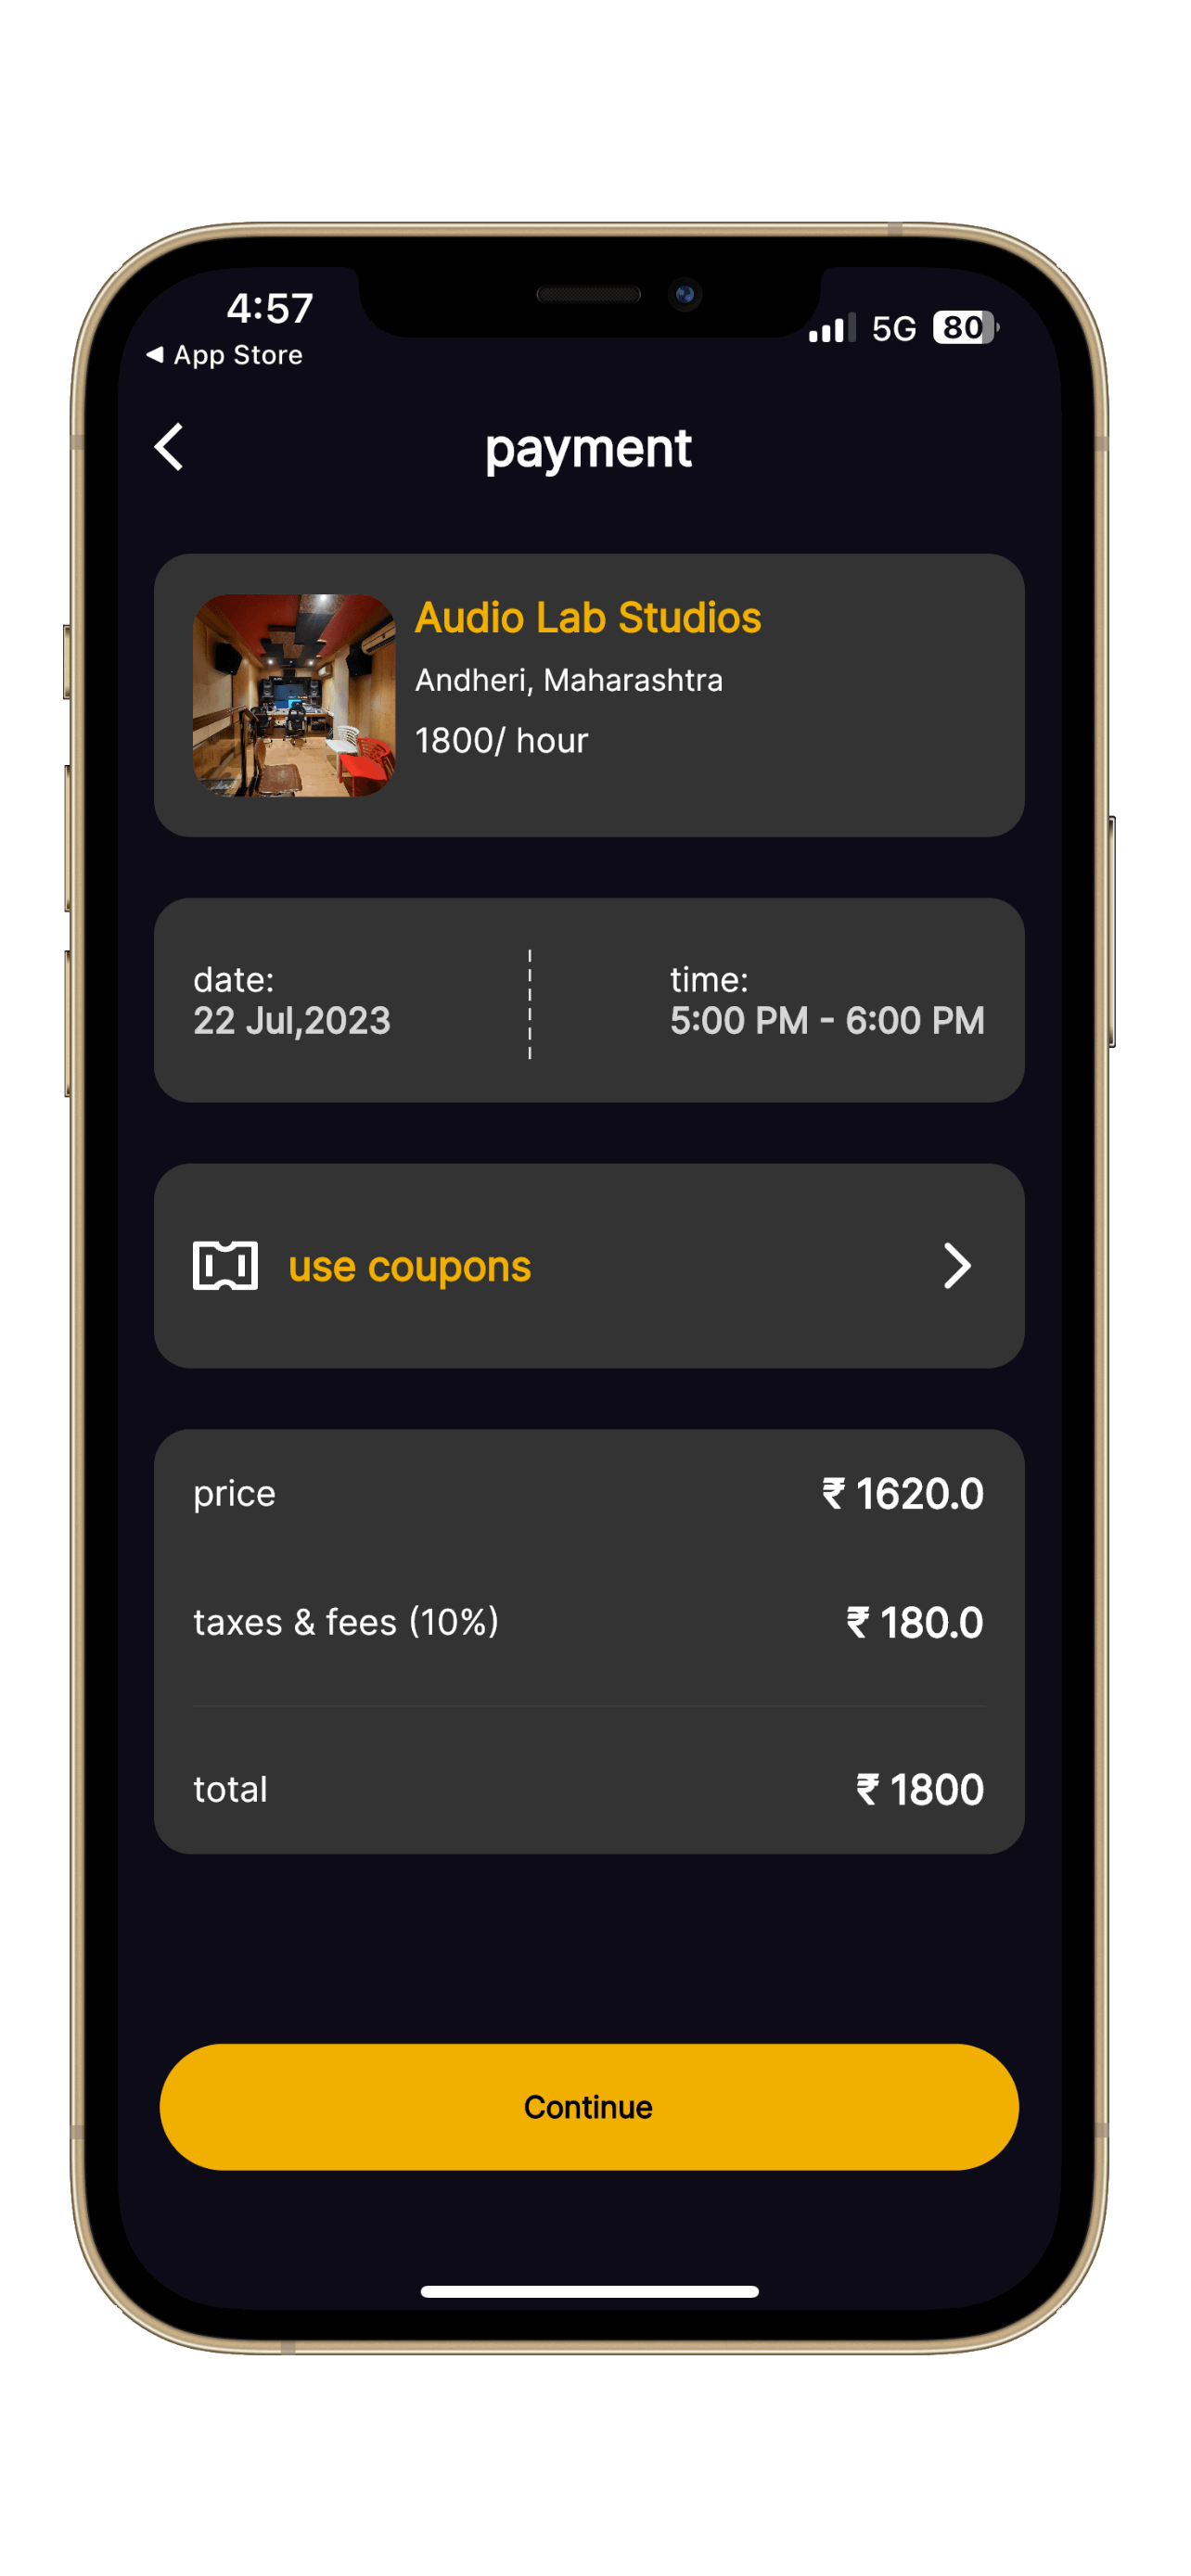 4:57
5G 80
◀ App Store
payment
Audio Lab Studios
Andheri, Maharashtra
1800/ hour
date:
22 Jul,2023
time:
5:00 PM - 6:00 PM
use coupons
price
₹ 1620.0
taxes & fees (10%)
₹ 180.0
total
₹ 1800
Continue